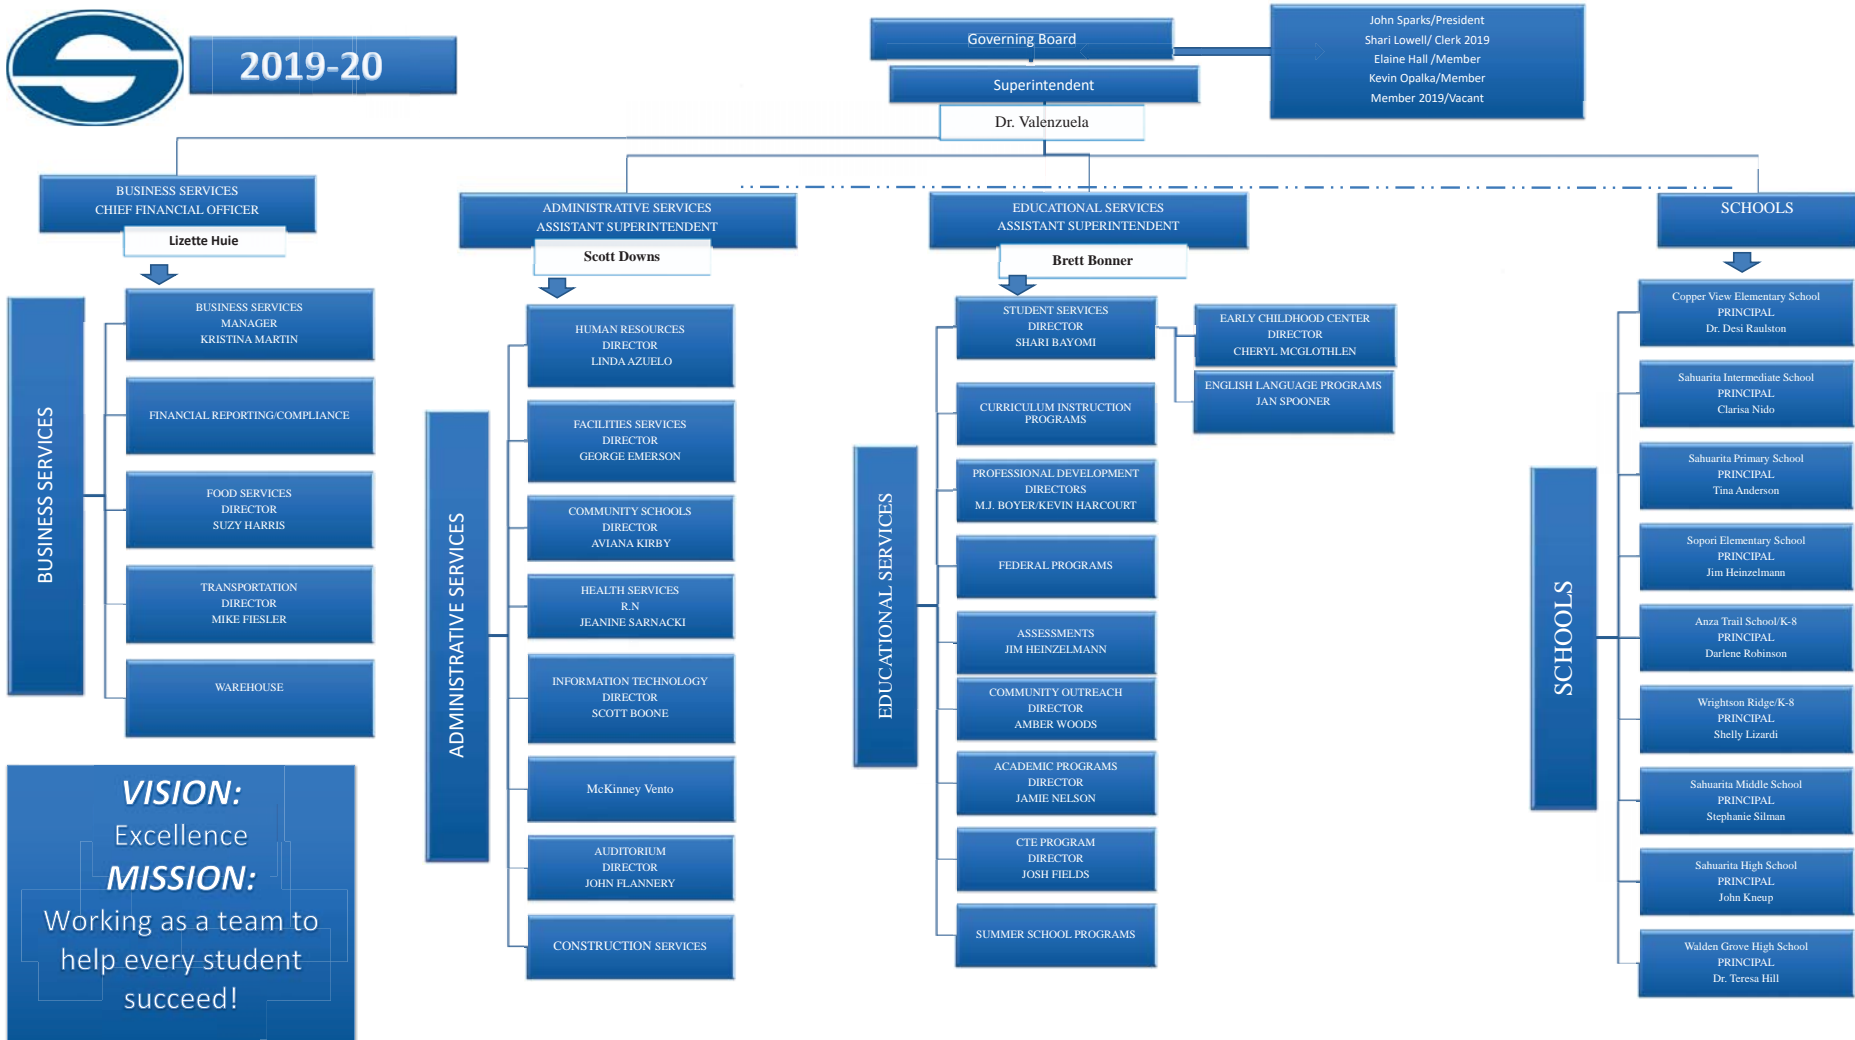 2019-20
Governing Board
Superintendent
Dr. Valenzuela
John Sparks/President
Shari Lowell/ Clerk 2019
Elaine Hall /Member
Kevin Opalka/Member
Member 2019/Vacant
BUSINESS SERVICES
CHIEF FINANCIAL OFFICER
Lizette Huie
BUSINESS SERVICES
BUSINESS SERVICES
MANAGER
KRISTINA MARTIN
FINANCIAL REPORTING/COMPLIANCE
FOOD SERVICES
DIRECTOR
SUZY HARRIS
TRANSPORTATION
DIRECTOR
MIKE FIESLER
WAREHOUSE
VISION:
Excellence
MISSION:
Working as a team to
help every student
succeed!
ADMINISTRATIVE SERVICES
ASSISTANT SUPERINTENDENT
Scott Downs
ADMINISTRATIVE SERVICES
HUMAN RESOURCES
DIRECTOR
LINDA AZUELO
FACILITIES SERVICES
DIRECTOR
GEORGE EMERSON
COMMUNITY SCHOOLS
DIRECTOR
AVIANA KIRBY
HEALTH SERVICES
R.N
JEANINE SARNACKI
INFORMATION TECHNOLOGY
DIRECTOR
SCOTT BOONE
McKinney Vento
AUDITORIUM
DIRECTOR
JOHN FLANNERY
CONSTRUCTION SERVICES
EDUCATIONAL SERVICES
ASSISTANT SUPERINTENDENT
Brett Bonner
EDUCATIONAL SERVICES
STUDENT SERVICES
DIRECTOR
SHARI BAYOMI
EARLY CHILDHOOD CENTER
DIRECTOR
CHERYL MCGLOTHLEN
ENGLISH LANGUAGE PROGRAMS
JAN SPOONER
CURRICULUM INSTRUCTION
PROGRAMS
PROFESSIONAL DEVELOPMENT
DIRECTORS
M.J. BOYER/KEVIN HARCOURT
FEDERAL PROGRAMS
ASSESSMENTS
JIM HEINZELMANN
COMMUNITY OUTREACH
DIRECTOR
AMBER WOODS
ACADEMIC PROGRAMS
DIRECTOR
JAMIE NELSON
CTE PROGRAM
DIRECTOR
JOSH FIELDS
SUMMER SCHOOL PROGRAMS
SCHOOLS
SCHOOLS
Copper View Elementary School
PRINCIPAL
Dr. Desi Raulston
Sahuarita Intermediate School
PRINCIPAL
Clarisa Nido
Sahuarita Primary School
PRINCIPAL
Tina Anderson
Sopori Elementary School
PRINCIPAL
Jim Heinzelmann
Anza Trail School/K-8
PRINCIPAL
Darlene Robinson
Wrightson Ridge/K-8
PRINCIPAL
Shelly Lizardi
Sahuarita Middle School
PRINCIPAL
Stephanie Silman
Sahuarita High School
PRINCIPAL
John Kneup
Walden Grove High School
PRINCIPAL
Dr. Teresa Hill